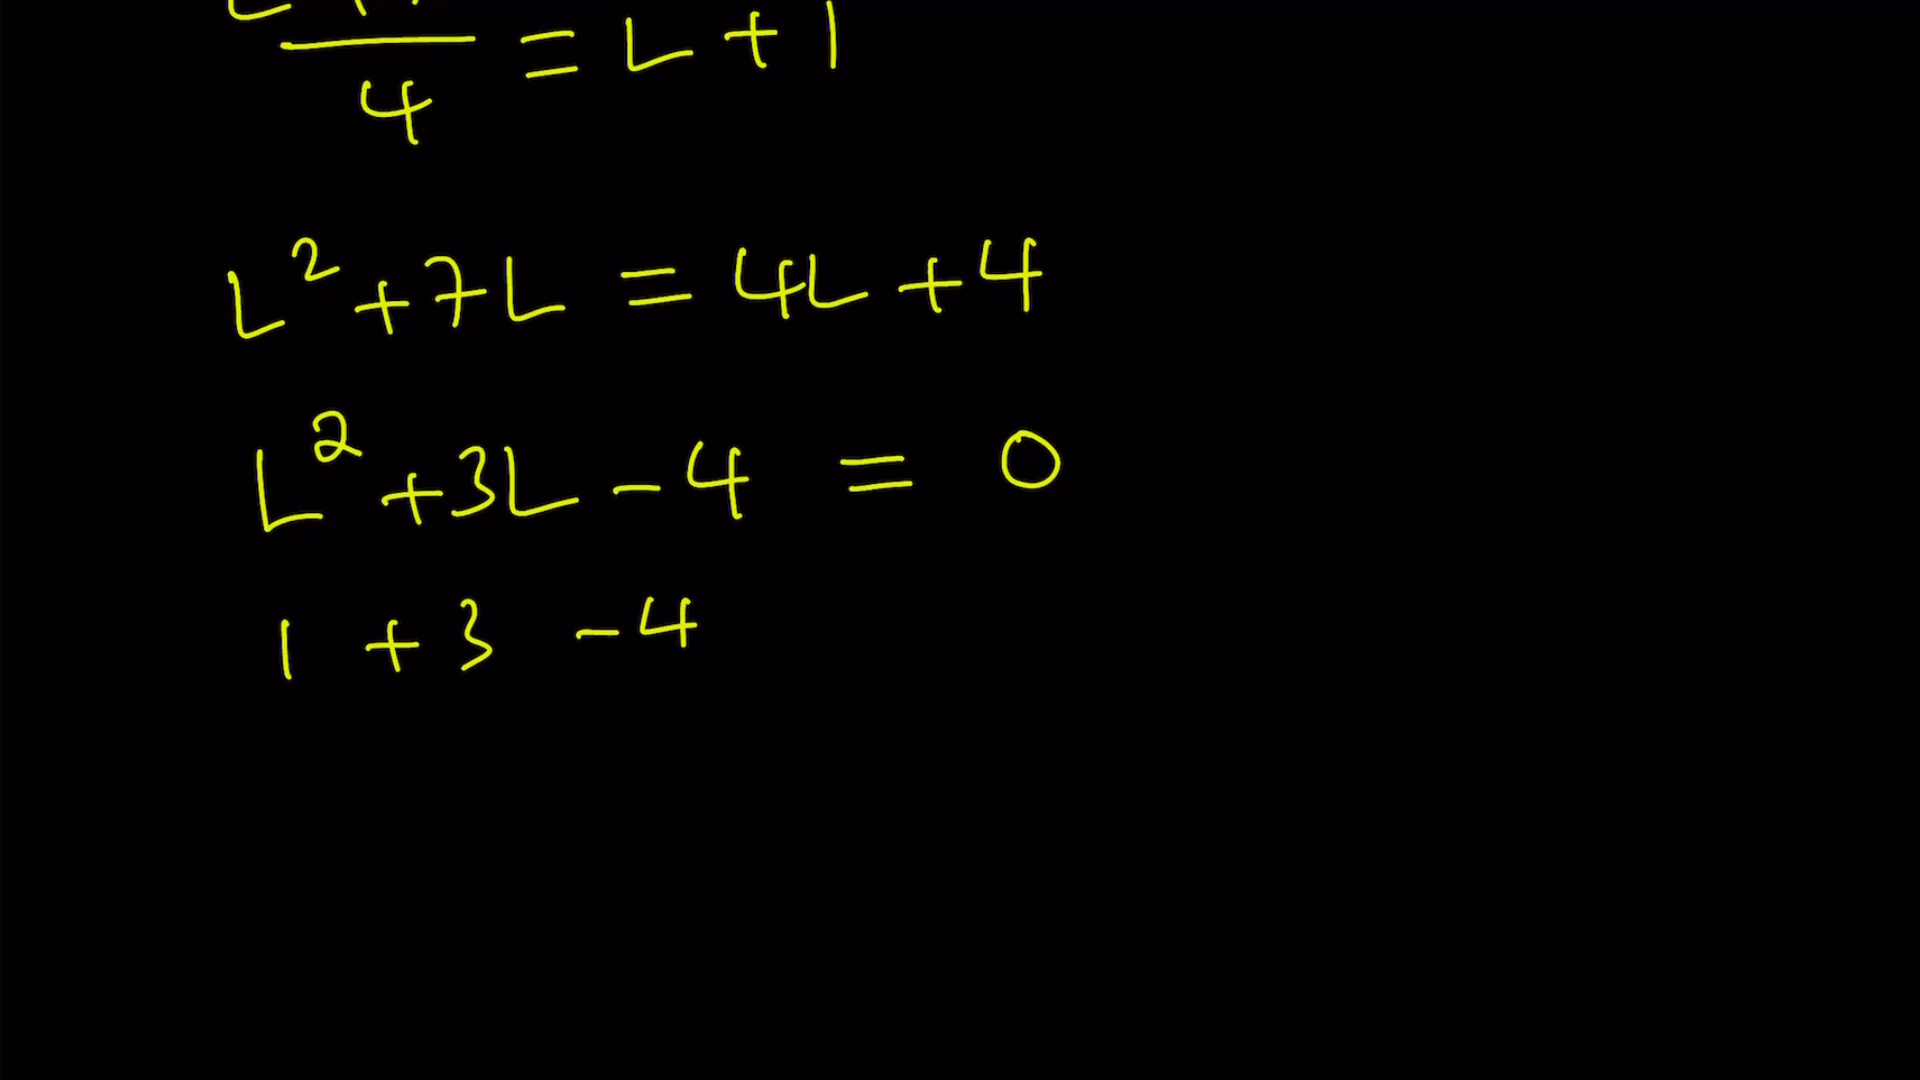 4 = L + 1
L² + 7L = 4L + 4
L² + 3L - 4 = 0
1 + 3 - 4